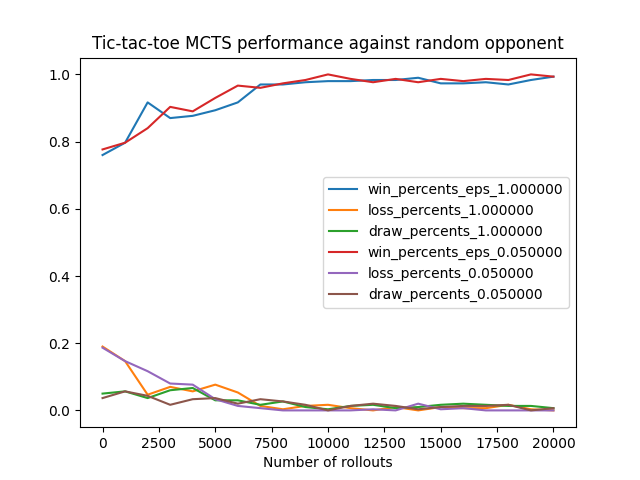 Tic-tac-toe MCTS performance against random opponent
1.0
0.8
0.6
0.4
0.2
0.0
win_percents_eps_1.000000
loss_percents_1.000000
draw_percents_1.000000
win_percents_eps_0.050000
loss_percents_0.050000
draw_percents_0.050000
0 2500 5000 7500 10000 12500 15000 17500 20000
Number of rollouts